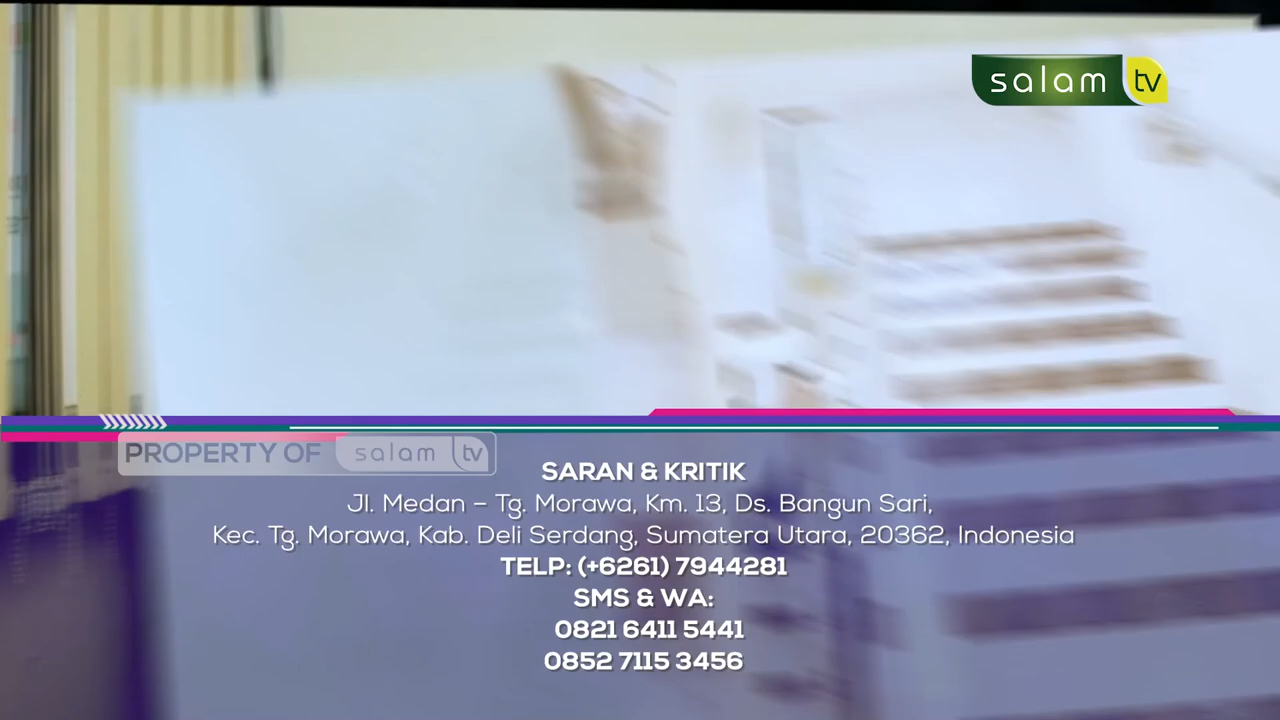 salam tv
PROPERTY OF salam tv
SARAN & KRITIK
Jl. Medan – Tg. Morawa, Km. 13, Ds. Bangun Sari,
Kec. Tg. Morawa, Kab. Deli Serdang, Sumatera Utara, 20362, Indonesia
TELP: (+6261) 7944281
SMS & WA:
0821 6411 5441
0852 7115 3456